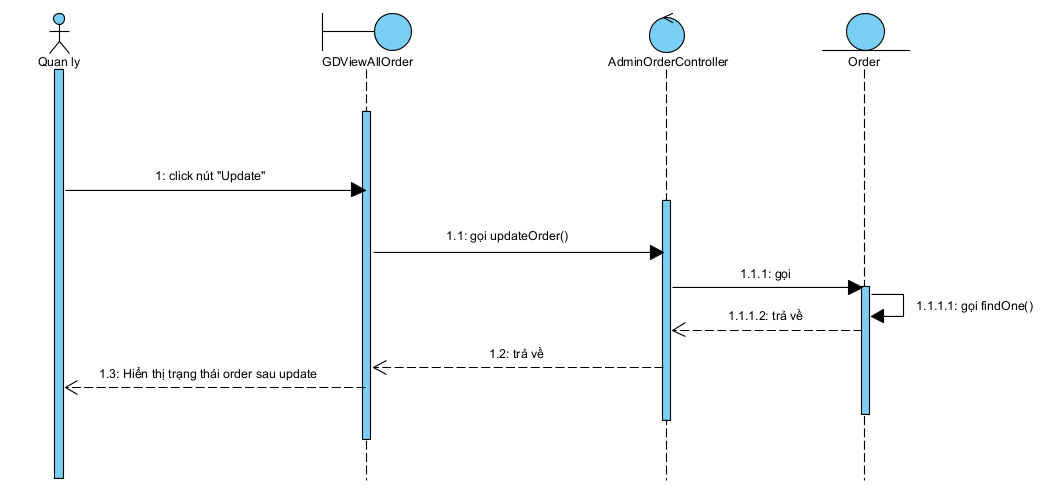 Quan ly
GDViewAllOrder
AdminOrderController
Order
1: click nút "Update"
1.1: gọi updateOrder()
1.1.1: gọi
1.1.1.1: gọi findOne()
1.1.1.2: trả về
1.2: trả về
1.3: Hiển thị trạng thái order sau update